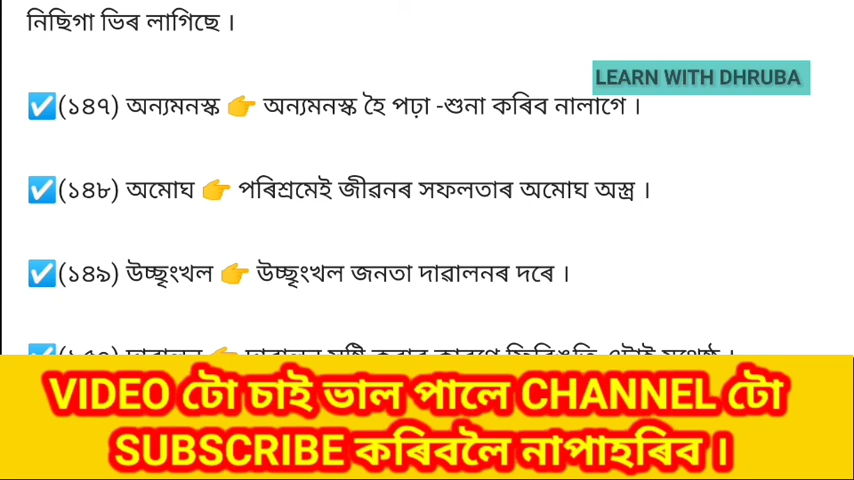 নিছিগা ভিৰ লাগিছে ।
LEARN WITH DHRUBA
☑(১৪৭) অন্যমনস্ক 👉 অন্যমনস্ক হৈ পঢ়া -শুনা কৰিব নালাগে ।
☑(১৪৮) অমোঘ 👉 পৰিশ্ৰমেই জীৱনৰ সফলতাৰ অমোঘ অস্ত্ৰ ।
☑(১৪৯) উচ্ছৃংখল 👉 উচ্ছৃংখল জনতা দাৱালনৰ দৰে ।
VIDEO টো চাই ভাল পালে CHANNEL টো
SUBSCRIBE কৰিবলৈ নাপাহৰিব ।